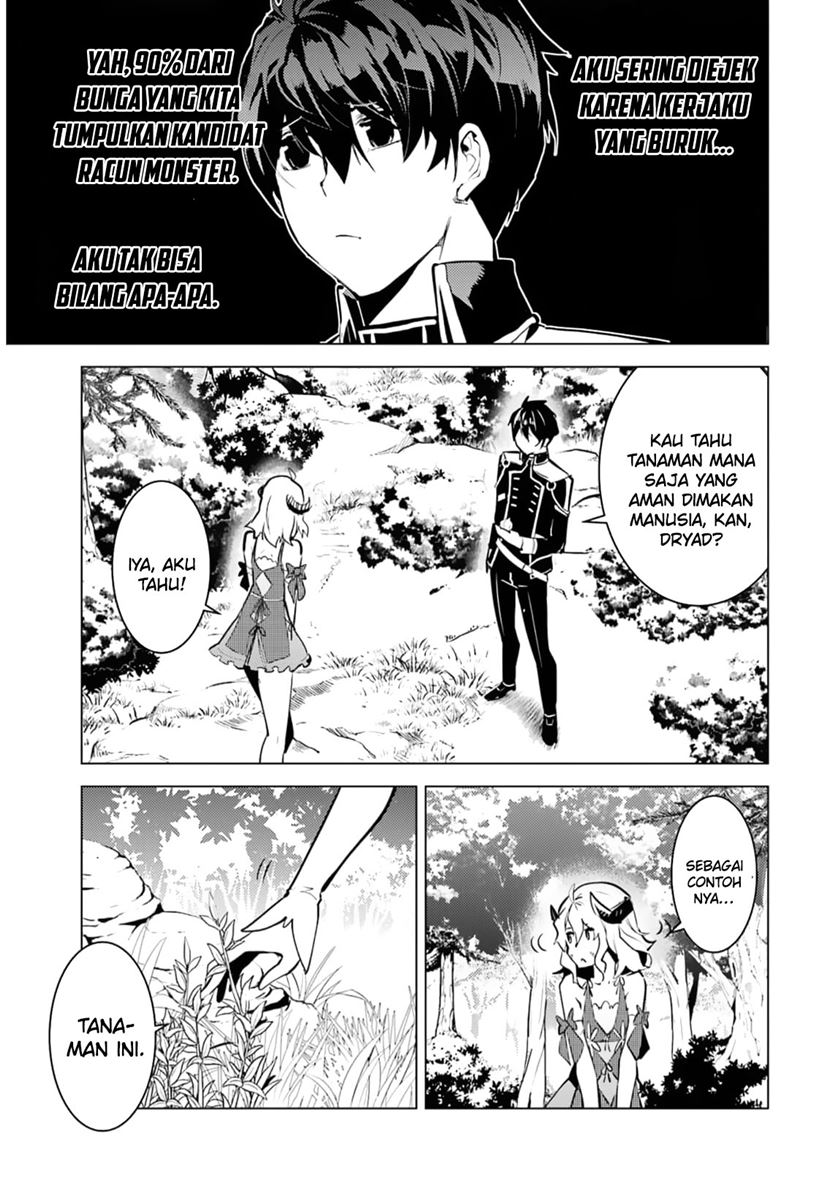 AKU SERING DIEJEK
KARENA KERJAKU
YANG BURUK...
YAH, 90% DARI
BUNGA YANG KITA
TUMPULKAN KANDIDAT
RACUN MONSTER.
AKU TAK BISA
BILANG APA-APA.
KAU TAHU
TANAMAN MANA
SAJA YANG
AMAN DIMAKAN
MANUSIA, KAN,
DRYAD?
IYA, AKU
TAHU!
SEBAGAI
CONTOH
NYA...
TANA-
MAN INI.